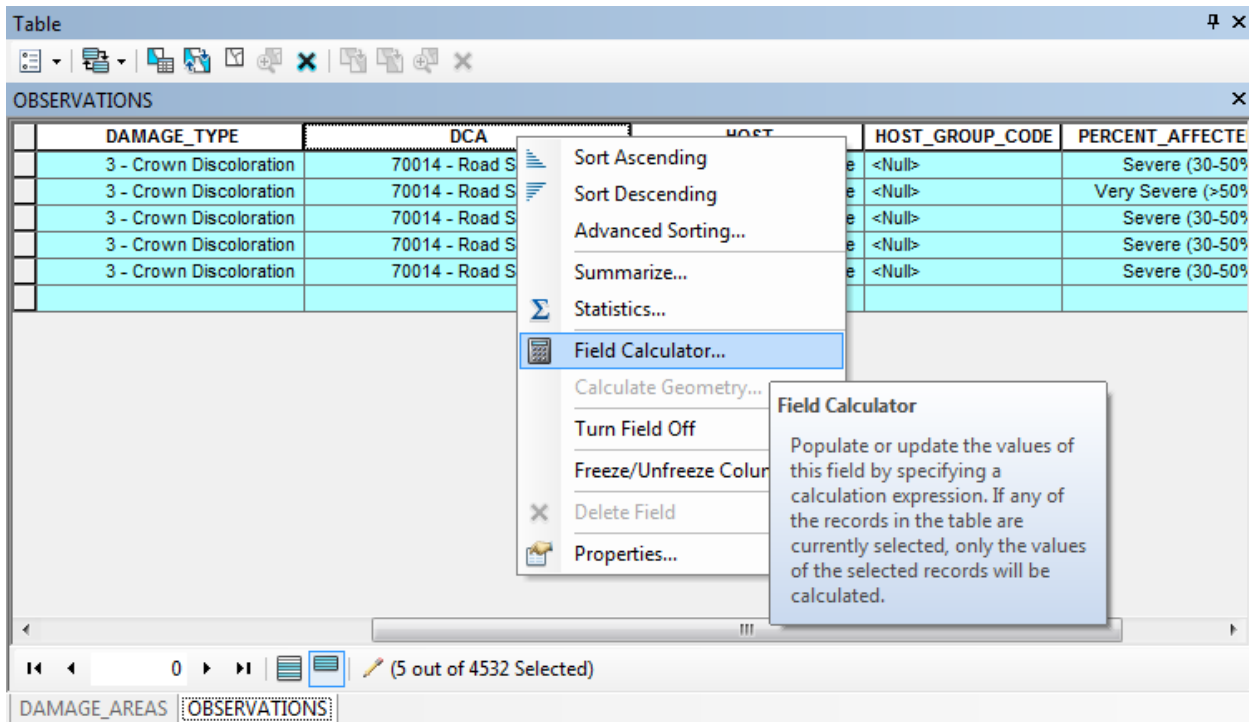 Table
OBSERVATIONS
DAMAGE_TYPE DCA HOST HOST_GROUP_CODE PERCENT_AFFECTE
3 - Crown Discoloration 70014 - Road S e <Null> Severe (30-50%
3 - Crown Discoloration 70014 - Road S e <Null> Very Severe (>50%
3 - Crown Discoloration 70014 - Road S e <Null> Severe (30-50%
3 - Crown Discoloration 70014 - Road S e <Null> Severe (30-50%
3 - Crown Discoloration 70014 - Road S e <Null> Severe (30-50%
Sort Ascending
Sort Descending
Advanced Sorting...
Summarize...
Statistics...
Field Calculator...
Calculate Geometry...
Turn Field Off
Freeze/Unfreeze Colum
Delete Field
Properties...
Field Calculator
Populate or update the values of
this field by specifying a
calculation expression. If any of
the records in the table are
currently selected, only the values
of the selected records will be
calculated.
0 (5 out of 4532 Selected)
DAMAGE_AREAS OBSERVATIONS